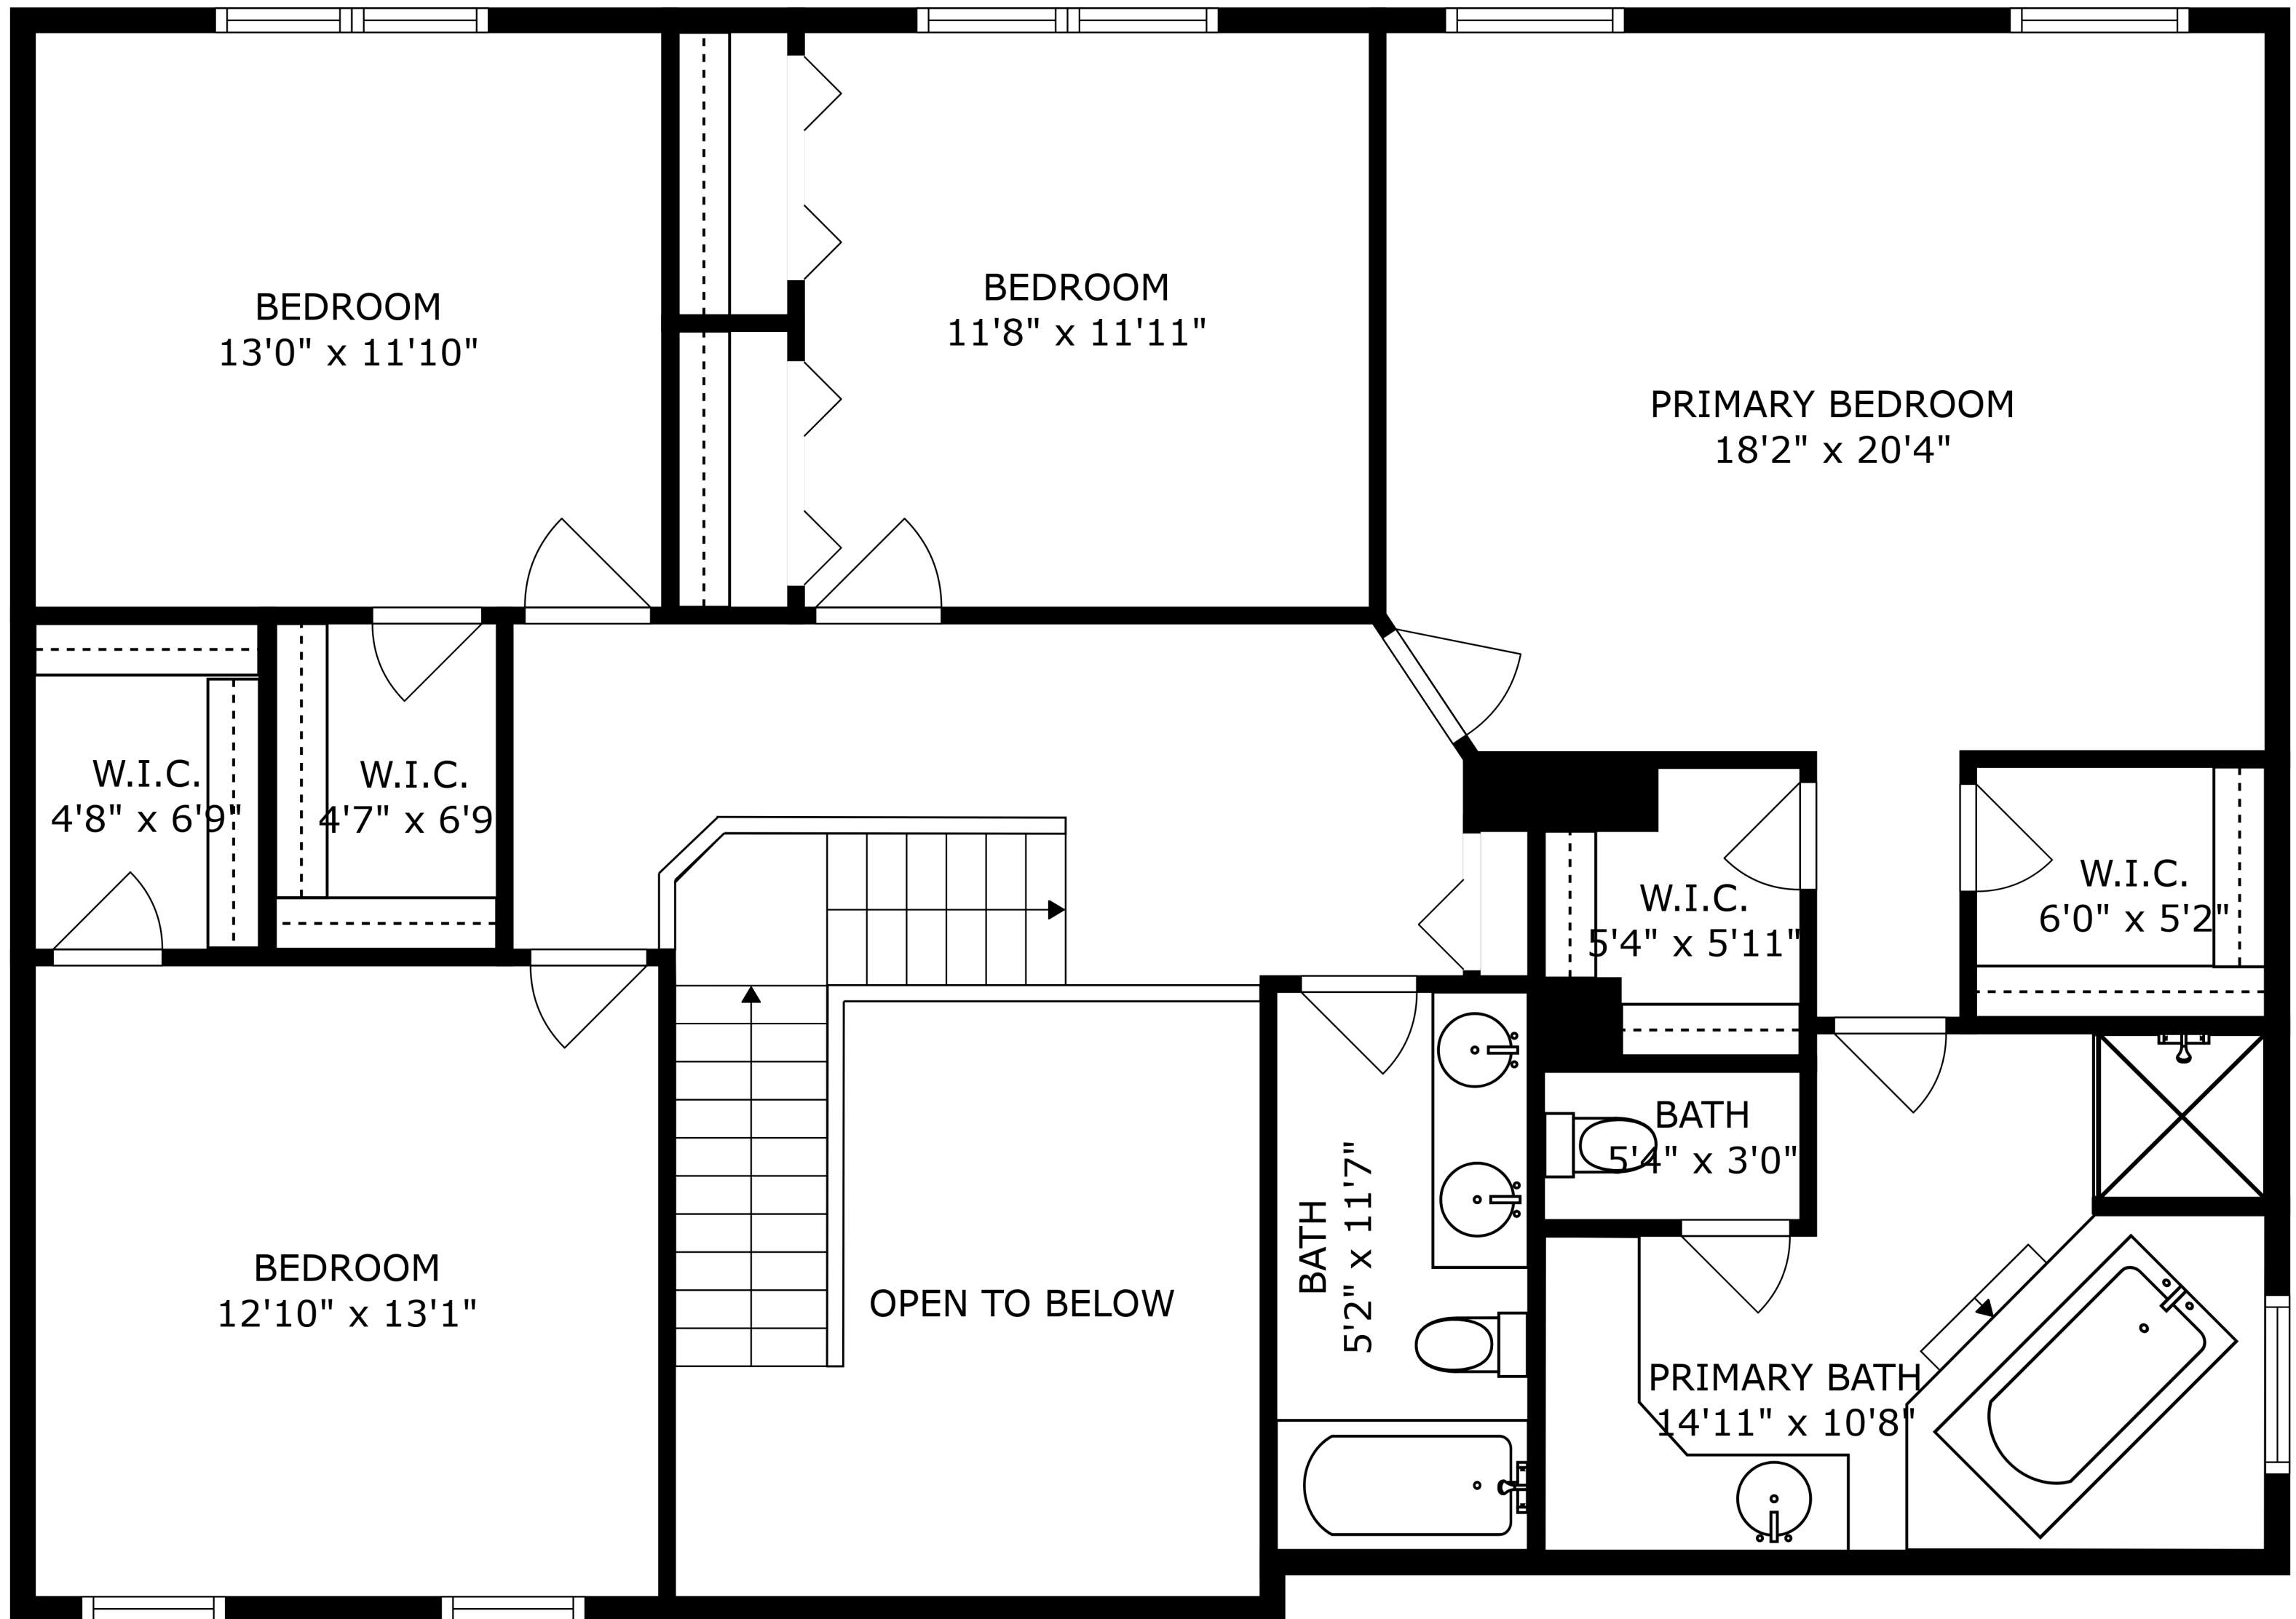 BEDROOM
13'0" x 11'10"
BEDROOM
11'8" x 11'11"
PRIMARY BEDROOM
18'2" x 20'4"
W.I.C.
4'8" x 6'9"
W.I.C.
4'7" x 6'9
W.I.C.
5'4" x 5'11"
W.I.C.
6'0" x 5'2"
BATH
5'4" x 3'0"
BATH
5'2" x 11'7"
BEDROOM
12'10" x 13'1"
OPEN TO BELOW
PRIMARY BATH
14'11" x 10'8"